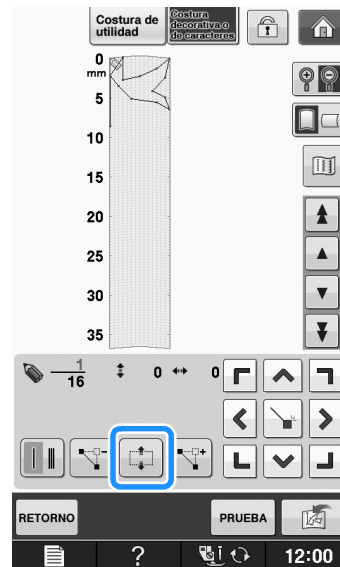 Costura de
utilidad
Costura
decorativa o
de caracteres
0
mm
5
10
15
20
25
30
35
1
16
0
0
RETORNO
PRUEBA
?
12:00